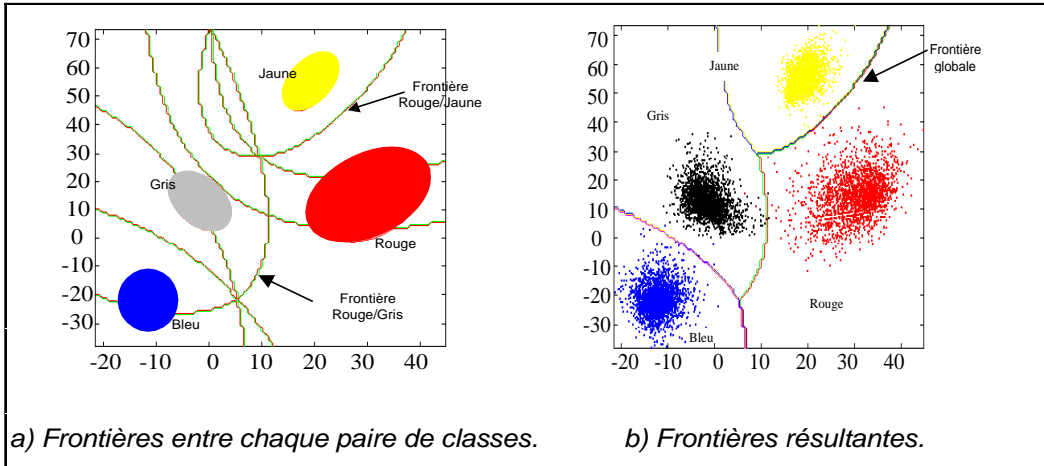 70
60
50
40
30
20
10
0
-10
-20
-30
-20
-10
0
10
20
30
40
Jaune
Frontière
Rouge/Jaune
Gris
Rouge
Frontière
Rouge/Gris
Bleu
70
60
50
40
30
20
10
0
-10
-20
-30
-20
-10
0
10
20
30
40
Jaune
Frontière
globale
Gris
Rouge
Bleu
a) Frontières entre chaque paire de classes.
b) Frontières résultantes.